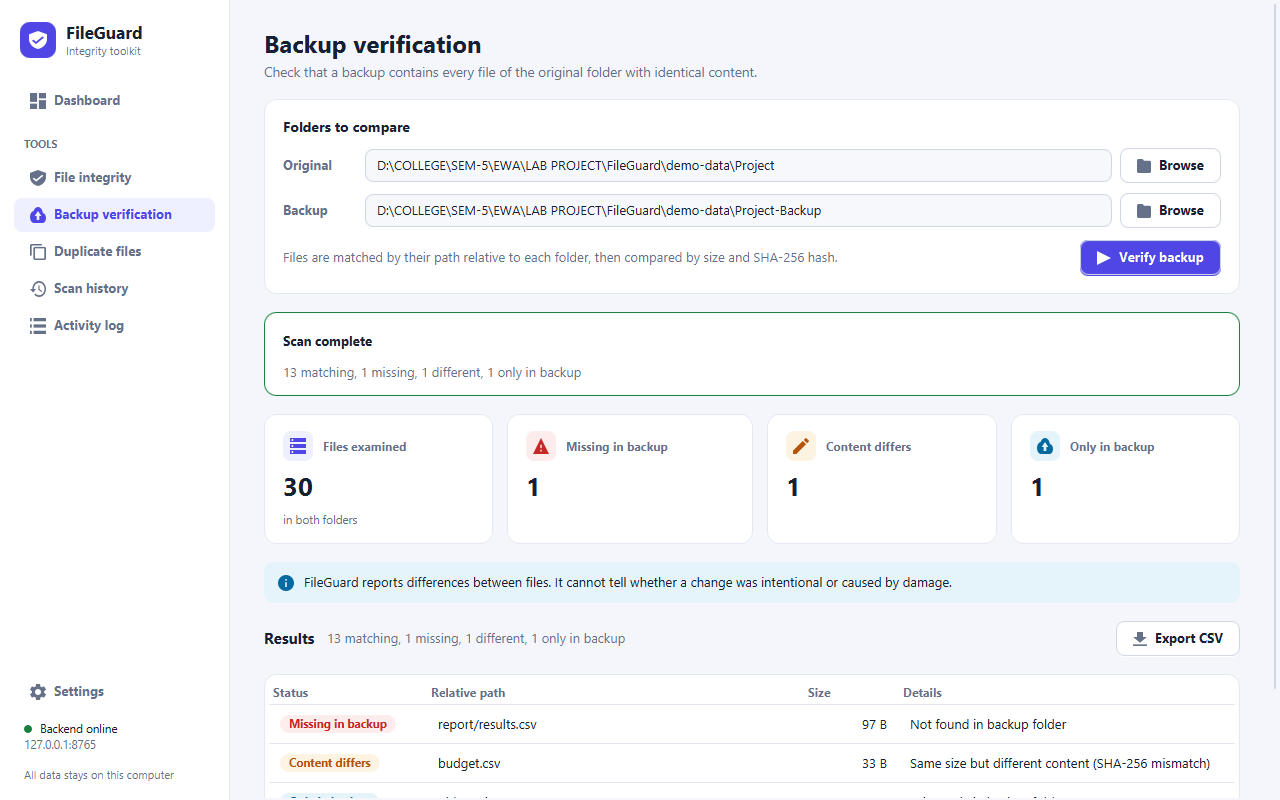 FileGuard
Integrity toolkit
Dashboard
TOOLS
File integrity
Backup verification
Duplicate files
Scan history
Activity log
Settings
Backend online
127.0.0.1:8765
All data stays on this computer
Backup verification
Check that a backup contains every file of the original folder with identical content.
Folders to compare
Original D:\COLLEGE\SEM-5\EWA\LAB PROJECT\FileGuard\demo-data\Project Browse
Backup D:\COLLEGE\SEM-5\EWA\LAB PROJECT\FileGuard\demo-data\Project-Backup Browse
Files are matched by their path relative to each folder, then compared by size and SHA-256 hash. Verify backup
Scan complete
13 matching, 1 missing, 1 different, 1 only in backup
Files examined Missing in backup Content differs Only in backup
30 1 1 1
in both folders
FileGuard reports differences between files. It cannot tell whether a change was intentional or caused by damage.
Results 13 matching, 1 missing, 1 different, 1 only in backup Export CSV
Status Relative path Size Details
Missing in backup report/results.csv 97 B Not found in backup folder
Content differs budget.csv 33 B Same size but different content (SHA-256 mismatch)